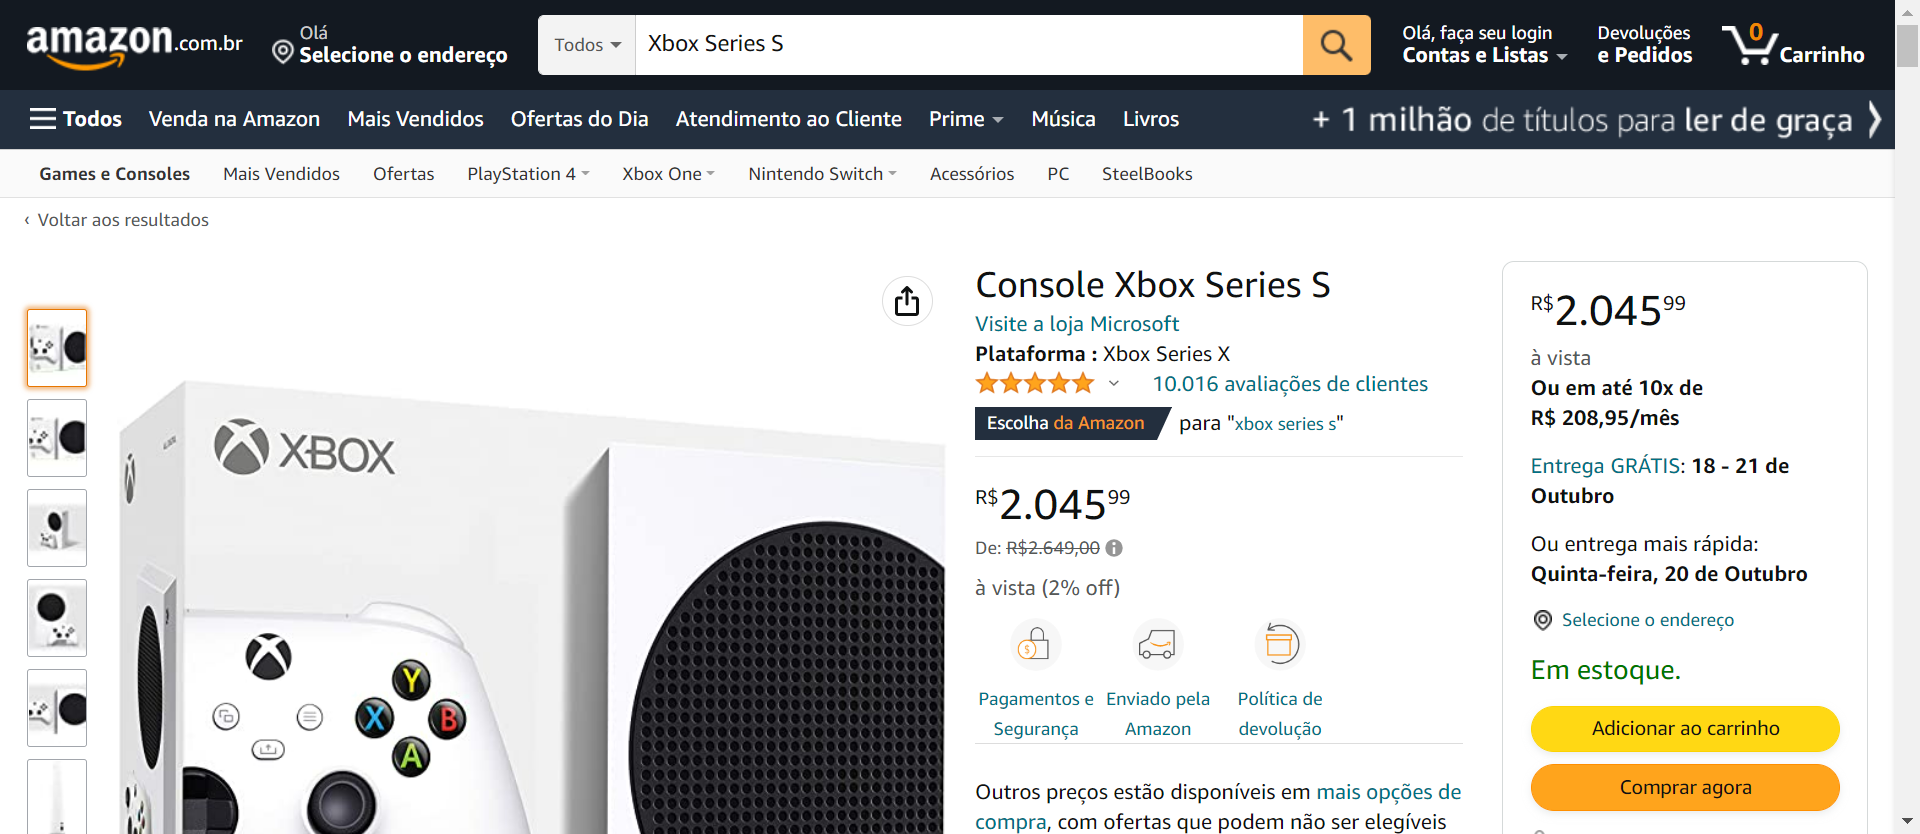 amazon.com.br
Olá
Selecione o endereço
Todos
Xbox Series S
Olá, faça seu login
Contas e Listas
Devoluções
e Pedidos
0
Carrinho
Todos
Venda na Amazon
Mais Vendidos
Ofertas do Dia
Atendimento ao Cliente
Prime
Música
Livros
+ 1 milhão de títulos para ler de graça
Games e Consoles
Mais Vendidos
Ofertas
PlayStation 4
Xbox One
Nintendo Switch
Acessórios
PC
SteelBooks
‹ Voltar aos resultados
XBOX
Y
X
B
A
Console Xbox Series S
Visite a loja Microsoft
Plataforma : Xbox Series X
10.016 avaliações de clientes
Escolha da Amazon para "xbox series s"
R$2.04599
De: R$2.649,00
à vista (2% off)
Pagamentos e
Segurança
Enviado pela
Amazon
Política de
devolução
Outros preços estão disponíveis em mais opções de
compra, com ofertas que podem não ser elegíveis
R$2.04599
à vista
Ou em até 10x de
R$ 208,95/mês
Entrega GRÁTIS: 18 - 21 de
Outubro
Ou entrega mais rápida:
Quinta-feira, 20 de Outubro
Selecione o endereço
Em estoque.
Adicionar ao carrinho
Comprar agora